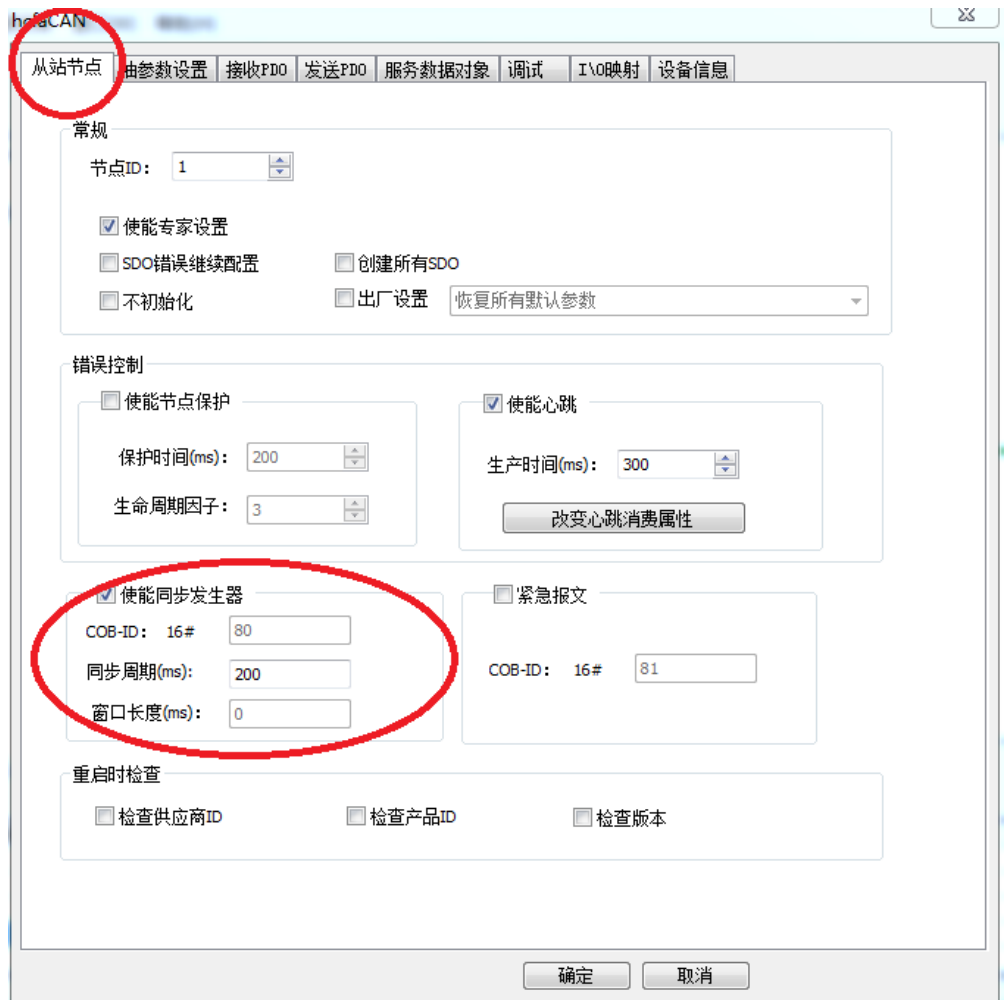 hcfaCAN
从站节点 轴参数设置 接收PDO 发送PDO 服务数据对象 调试 I\O映射 设备信息
常规
节点ID： 1
使能专家设置
SDO错误继续配置 创建所有SDO
不初始化 出厂设置 恢复所有默认参数
错误控制
使能节点保护 使能心跳
保护时间(ms)： 200 生产时间(ms)： 300
生命周期因子： 3 改变心跳消费属性
使能同步发生器 紧急报文
COB-ID： 16# 80
同步周期(ms): 200 COB-ID： 16# 81
窗口长度(ms)： 0
重启时检查
检查供应商ID 检查产品ID 检查版本
确定 取消